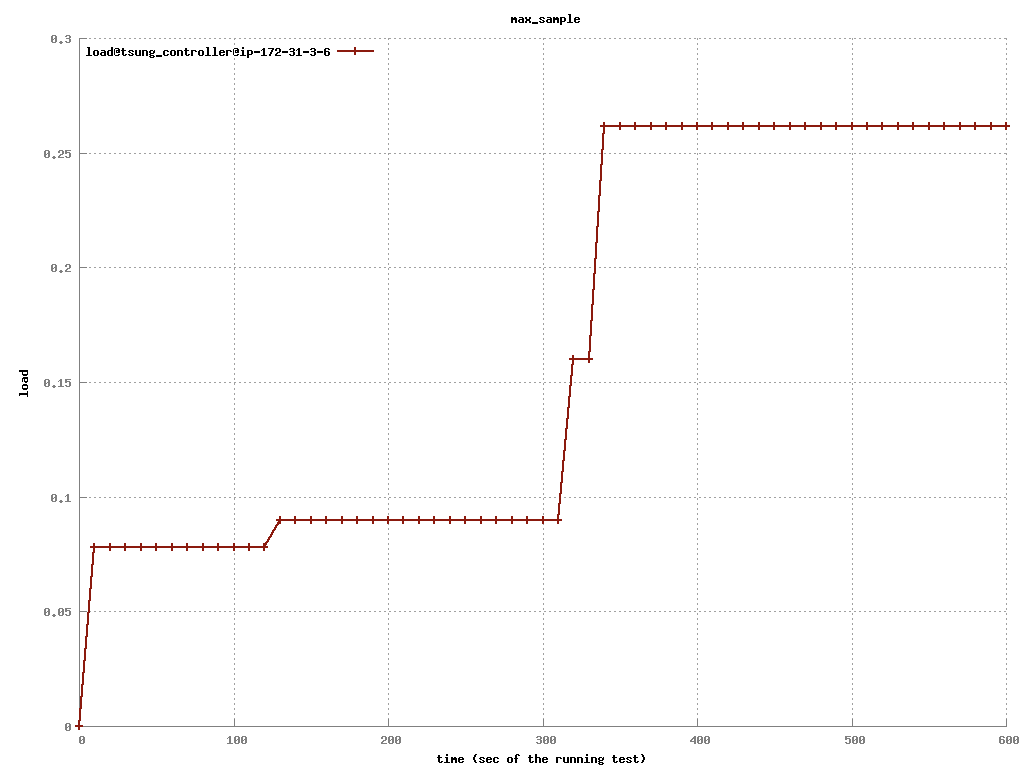 max_sample
load@tsung_controller@ip-172-31-3-6
0.3
0.25
0.2
0.15
0.1
0.05
0
load
0 100 200 300 400 500 600
time (sec of the running test)